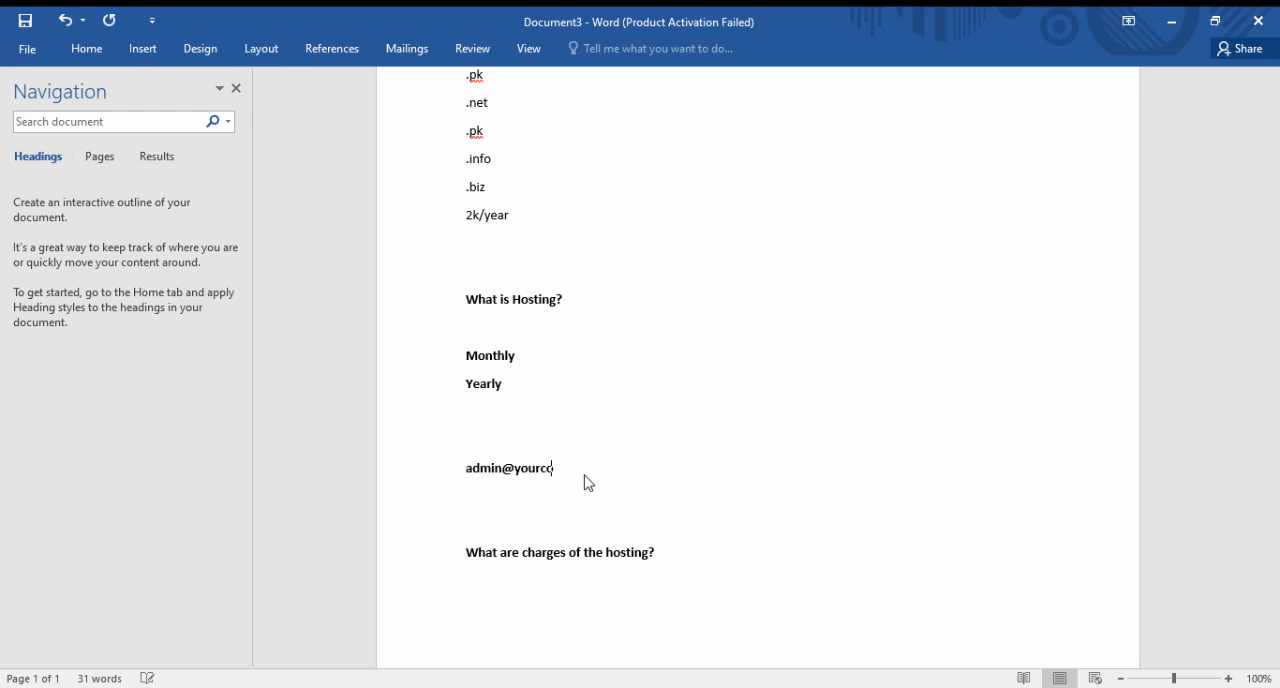 Document3 - Word (Product Activation Failed)
File Home Insert Design Layout References Mailings Review View Tell me what you want to do... Share
Navigation
Search document
Headings Pages Results
Create an interactive outline of your
document.
It's a great way to keep track of where you are
or quickly move your content around.
To get started, go to the Home tab and apply
Heading styles to the headings in your
document.
.pk
.net
.pk
.info
.biz
2k/year
What is Hosting?
Monthly
Yearly
admin@yourco
What are charges of the hosting?
Page 1 of 1 31 words 100%